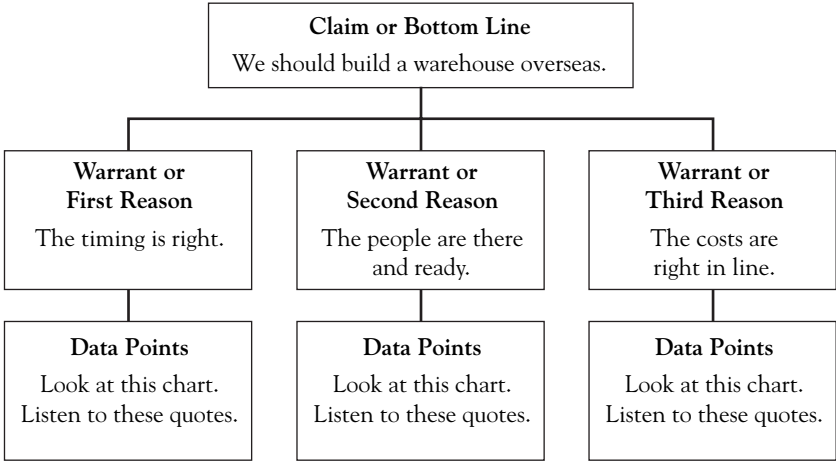 Claim or Bottom Line
We should build a warehouse overseas.
Warrant or
First Reason
The timing is right.
Warrant or
Second Reason
The people are there
and ready.
Warrant or
Third Reason
The costs are
right in line.
Data Points
Look at this chart.
Listen to these quotes.
Data Points
Look at this chart.
Listen to these quotes.
Data Points
Look at this chart.
Listen to these quotes.